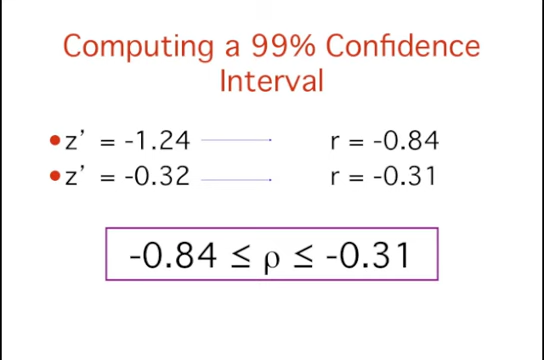 Computing a 99% Confidence
Interval
•z’ = -1.24 r = -0.84
•z’ = -0.32 r = -0.31
-0.84 ≤ ρ ≤ -0.31